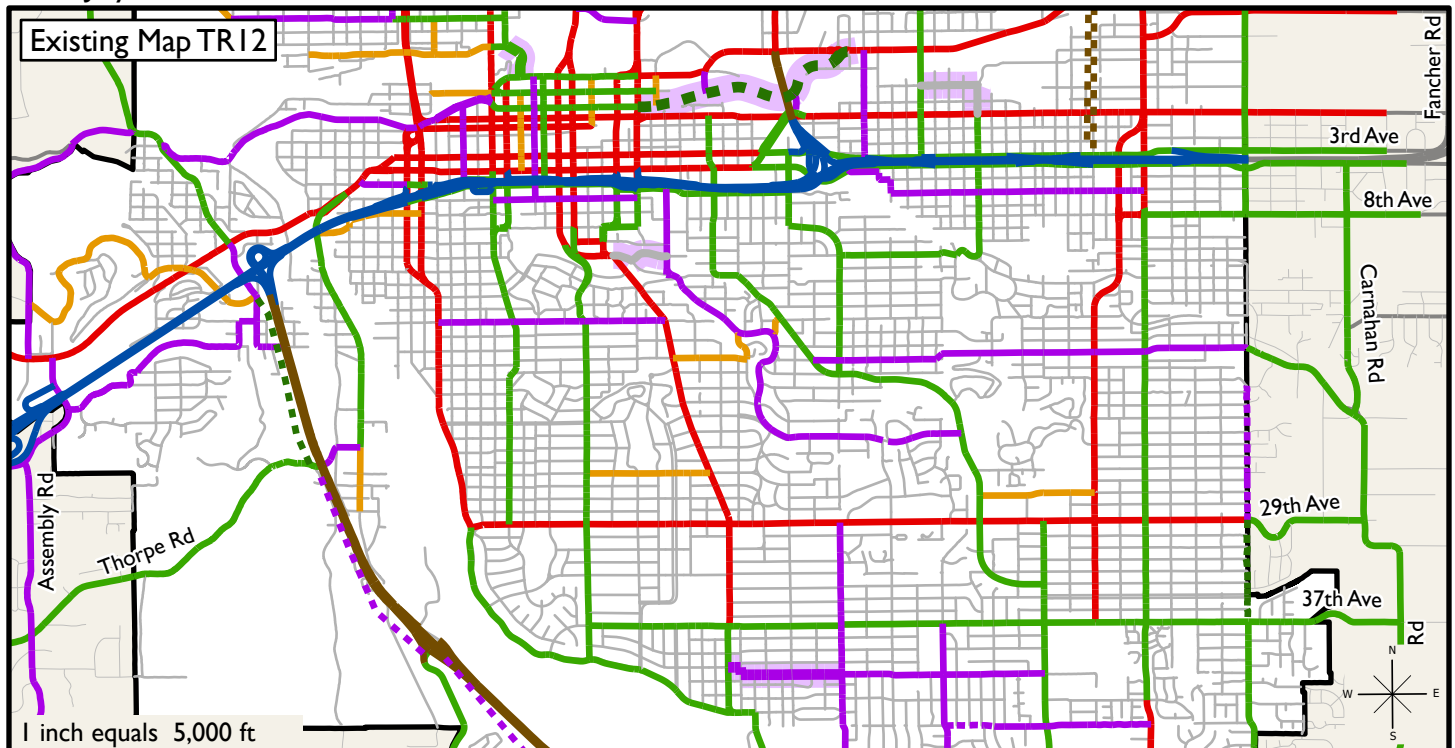 Existing Map TR12
Fancher Rd
3rd Ave
8th Ave
Carnahan Rd
Assembly Rd
Thorpe Rd
29th Ave
37th Ave
Rd
N
W E
S
1 inch equals 5,000 ft